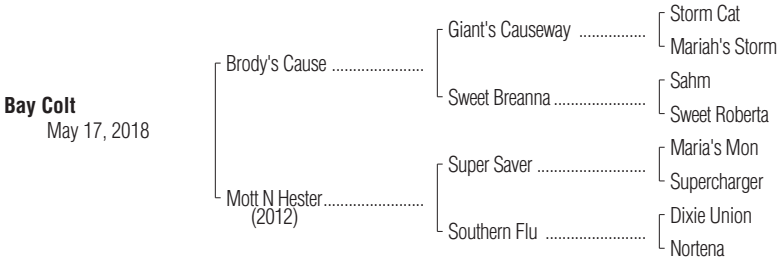 Storm Cat
Giant's Causeway ................
Mariah's Storm
Brody's Cause ......................
Sahm
Sweet Breanna .....................
Sweet Roberta
Bay Colt
May 17, 2018
Maria's Mon
Super Saver .........................
Supercharger
Mott N Hester........................
(2012)
Dixie Union
Southern Flu ........................
Nortena